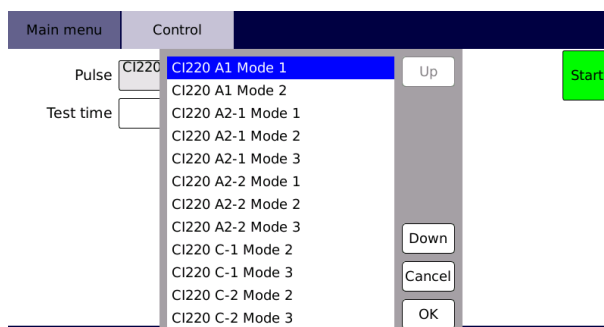 Main menu Control
Pulse CI220 Start
Test time
CI220 A1 Mode 1
CI220 A1 Mode 2
CI220 A2-1 Mode 1
CI220 A2-1 Mode 2
CI220 A2-1 Mode 3
CI220 A2-2 Mode 1
CI220 A2-2 Mode 2
CI220 A2-2 Mode 3
CI220 C-1 Mode 2
CI220 C-1 Mode 3
CI220 C-2 Mode 2
CI220 C-2 Mode 3
Up
Down
Cancel
OK